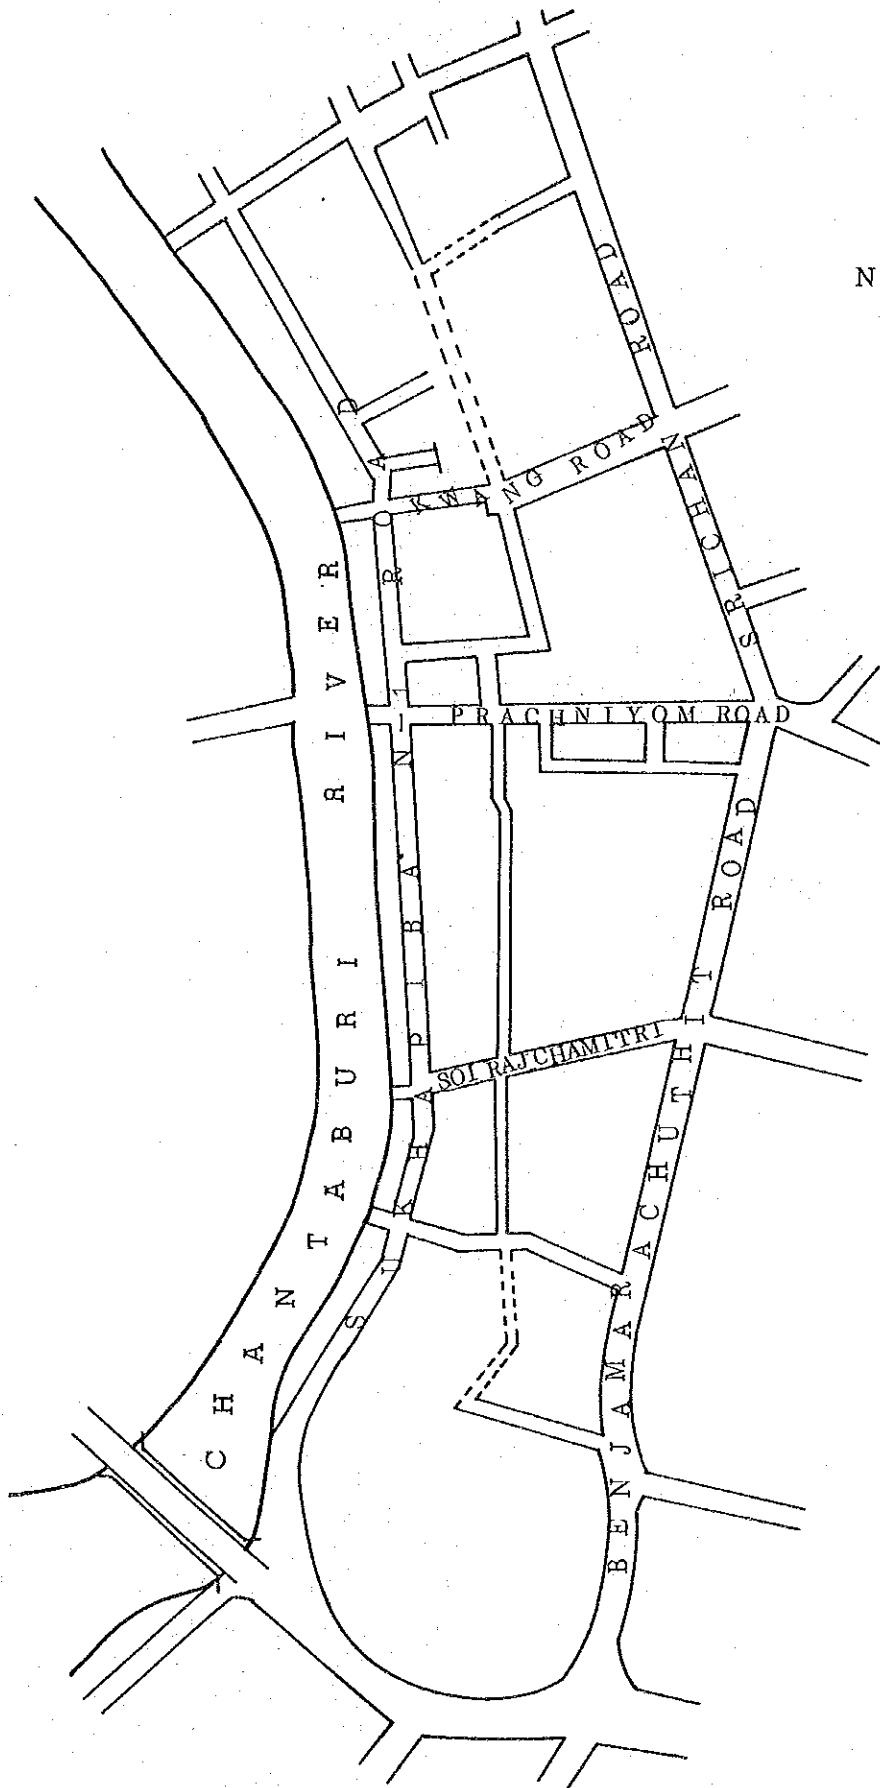 N
SRICHAN ROAD
KWANG ROAD
CHANTABURI RIVER
SUKHAPIBAN-1 ROAD
PRACHNIYOM ROAD
SOI RAJCHAMITRI
BENJAMARACHUTHIT ROAD